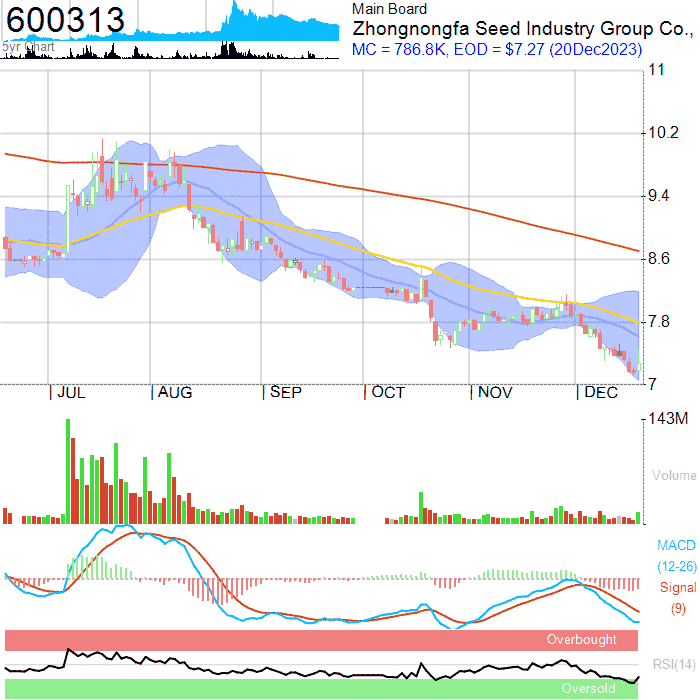 600313
5yr Chart
Main Board
Zhongnongfa Seed Industry Group Co.,
MC = 786.8K, EOD = $7.27 (20Dec2023)
11
10.2
9.4
8.6
7.8
7
JUL AUG SEP OCT NOV DEC
143M
Volume
MACD
(12-26)
Signal
(9)
Overbought
RSI(14)
Oversold